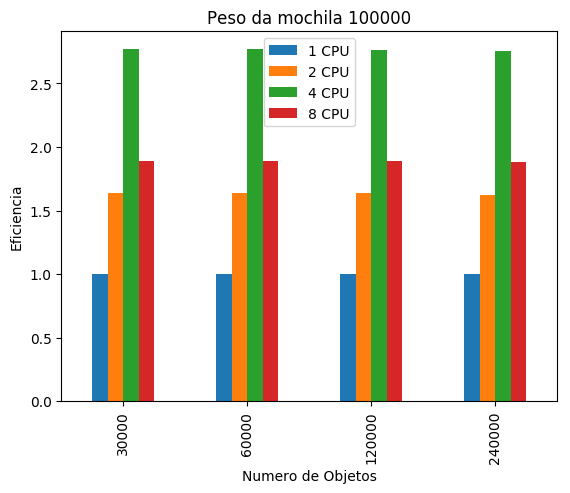 Peso da mochila 100000
1 CPU
2 CPU
4 CPU
8 CPU
Eficiencia
2.5
2.0
1.5
1.0
0.5
0.0
30000
60000
120000
240000
Numero de Objetos